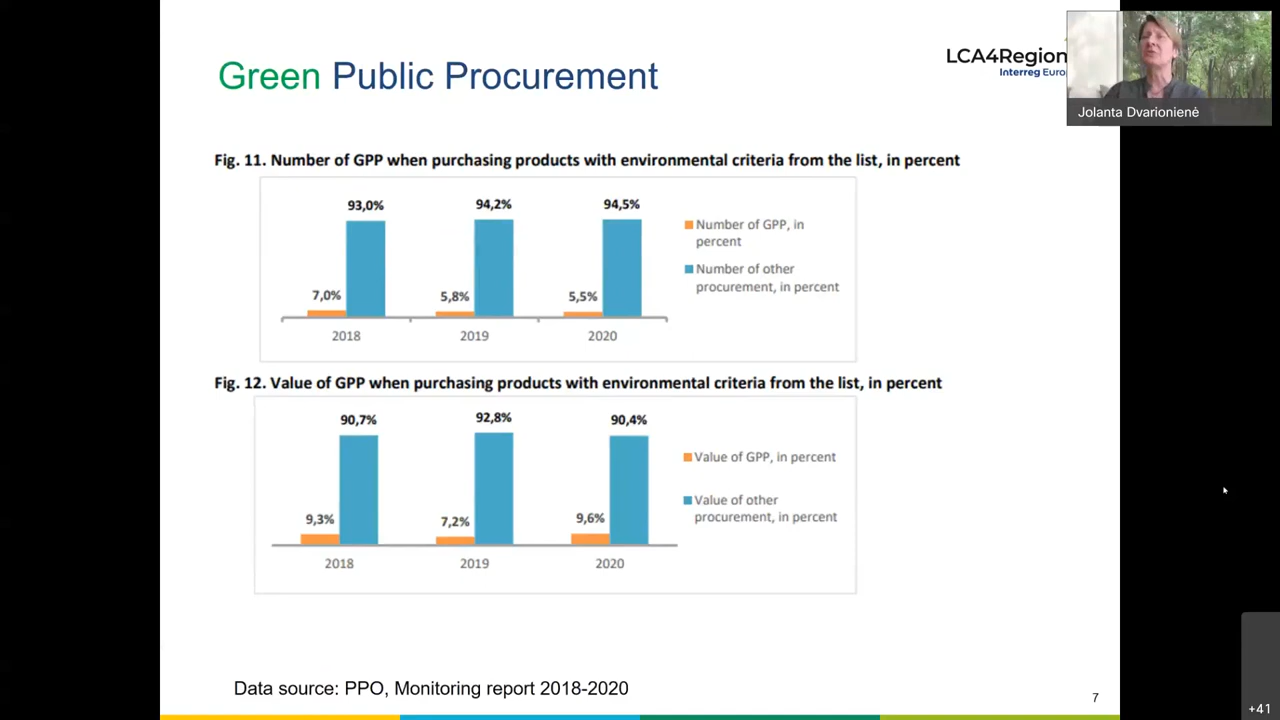 Green Public Procurement
LCA4Region
Interreg Euro
Jolanta Dvarionienė
Fig. 11. Number of GPP when purchasing products with environmental criteria from the list, in percent
93,0%
94,2%
94,5%
7,0%
5,8%
5,5%
2018
2019
2020
Number of GPP, in
percent
Number of other
procurement, in percent
Fig. 12. Value of GPP when purchasing products with environmental criteria from the list, in percent
90,7%
92,8%
90,4%
9,3%
7,2%
9,6%
2018
2019
2020
Value of GPP, in percent
Value of other
procurement, in percent
Data source: PPO, Monitoring report 2018-2020
7
+41